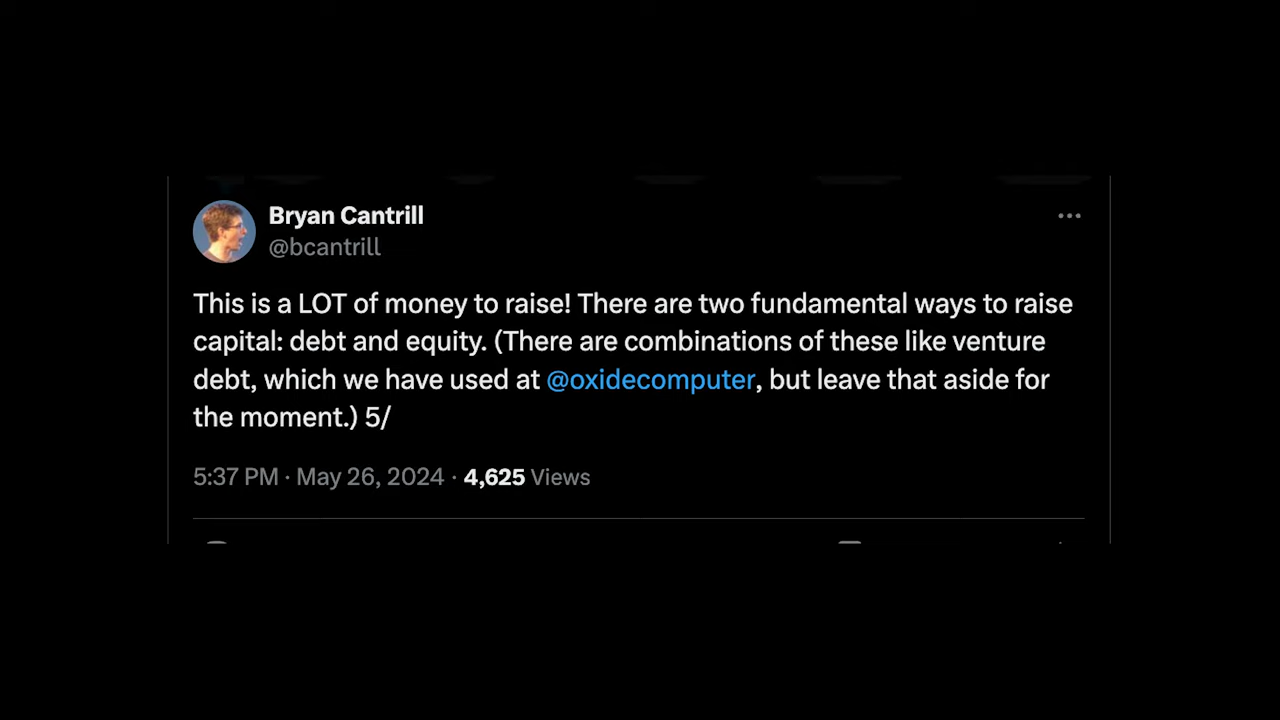 Bryan Cantrill
@bcantrill
This is a LOT of money to raise! There are two fundamental ways to raise
capital: debt and equity. (There are combinations of these like venture
debt, which we have used at @oxidecomputer, but leave that aside for
the moment.) 5/
5:37 PM · May 26, 2024 · 4,625 Views